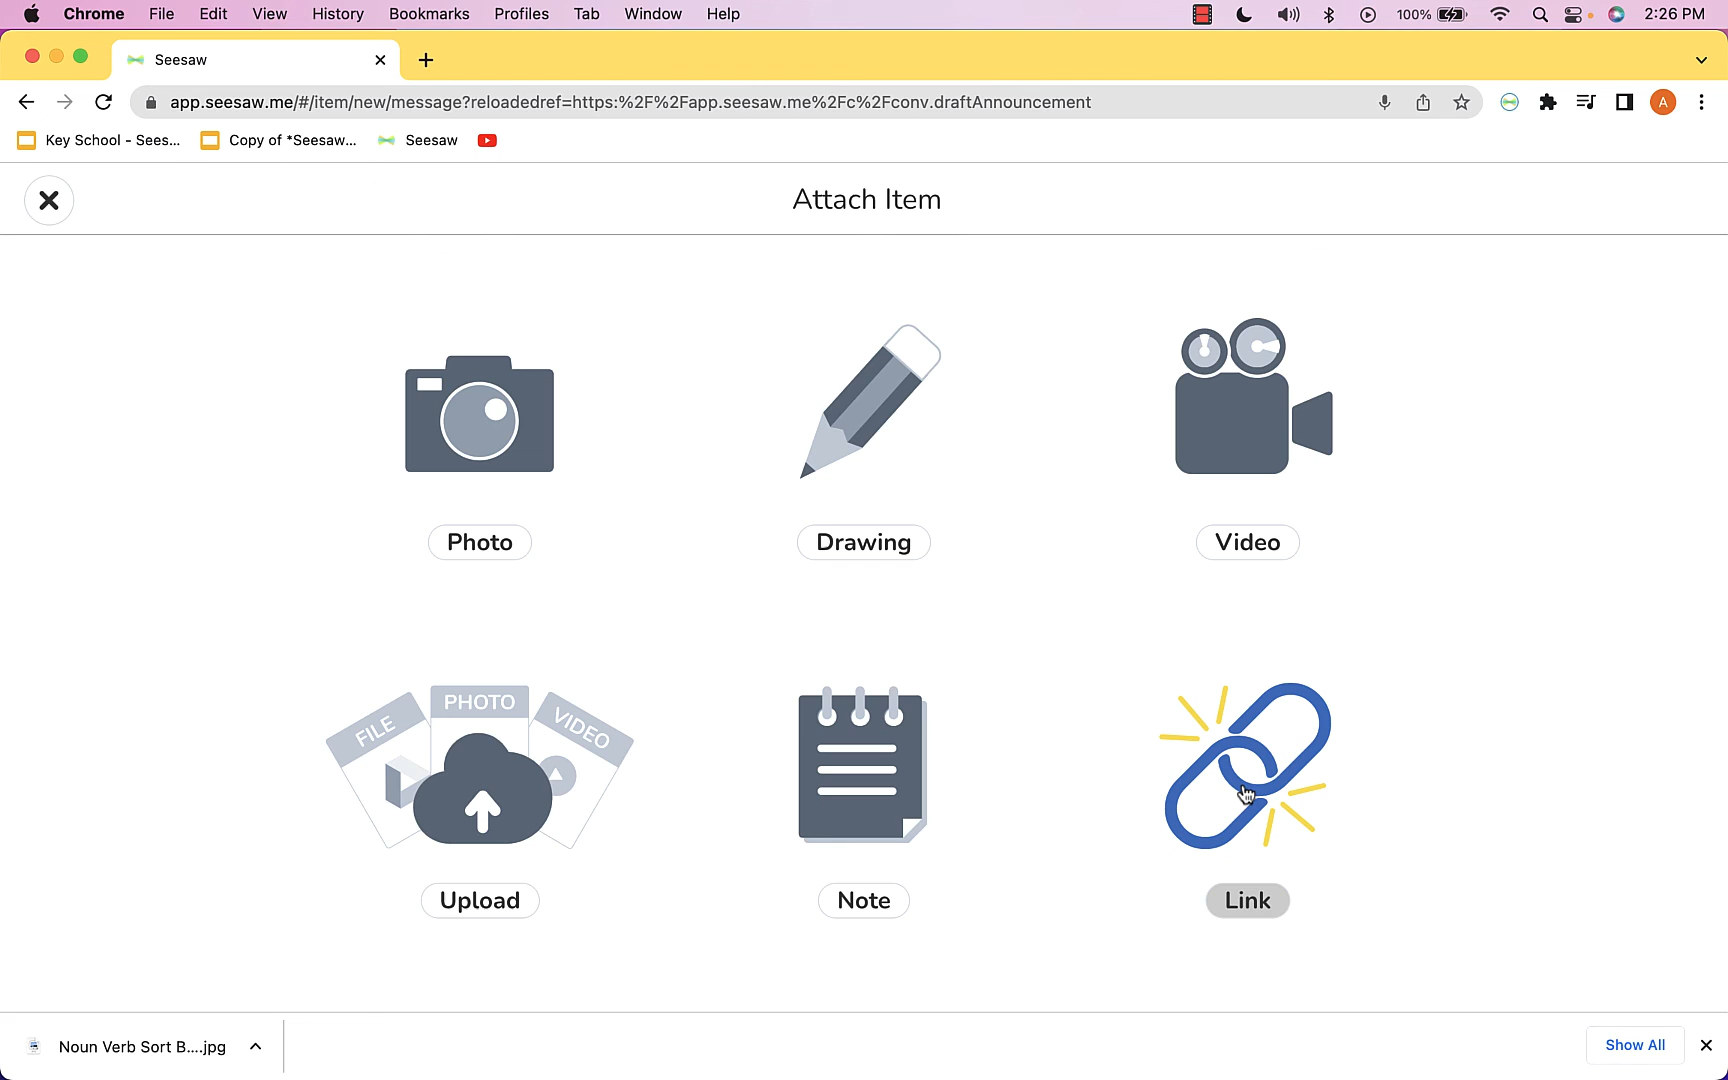 Chrome File Edit View History Bookmarks Profiles Tab Window Help 100% 2:26 PM
Seesaw
app.seesaw.me/#/item/new/message?reloadedref=https:%2F%2Fapp.seesaw.me%2Fc%2Fconv.draftAnnouncement
A
Key School - Sees... Copy of *Seesaw... Seesaw
Attach Item
Photo Drawing Video
FILE PHOTO VIDEO
Upload Note Link
Noun Verb Sort B....jpg Show All